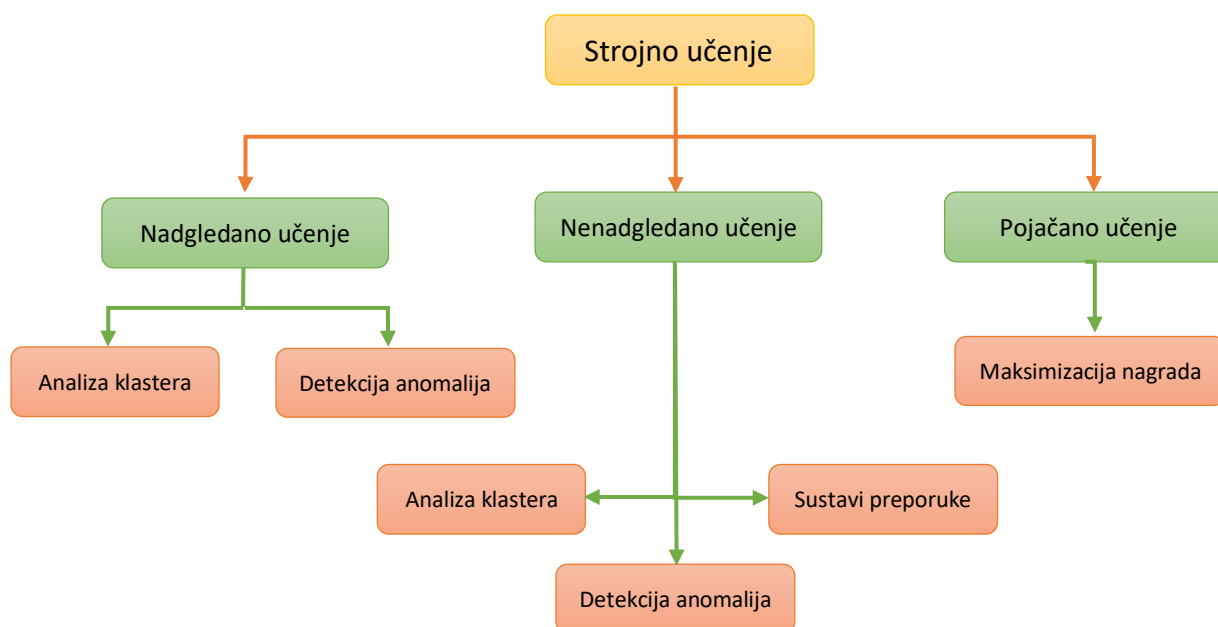 Strojno učenje
Nadgledano učenje
Nenadgledano učenje
Pojačano učenje
Analiza klastera
Detekcija anomalija
Maksimizacija nagrada
Analiza klastera
Sustavi preporuke
Detekcija anomalija